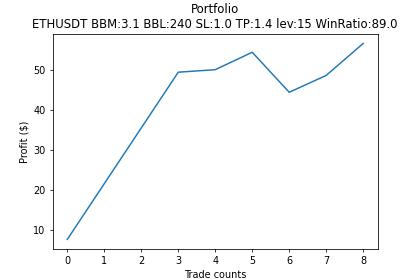 Portfolio
ETHUSDT BBM:3.1 BBL:240 SL:1.0 TP:1.4 lev:15 WinRatio:89.0
Profit ($)
50
40
30
20
10
0 1 2 3 4 5 6 7 8
Trade counts